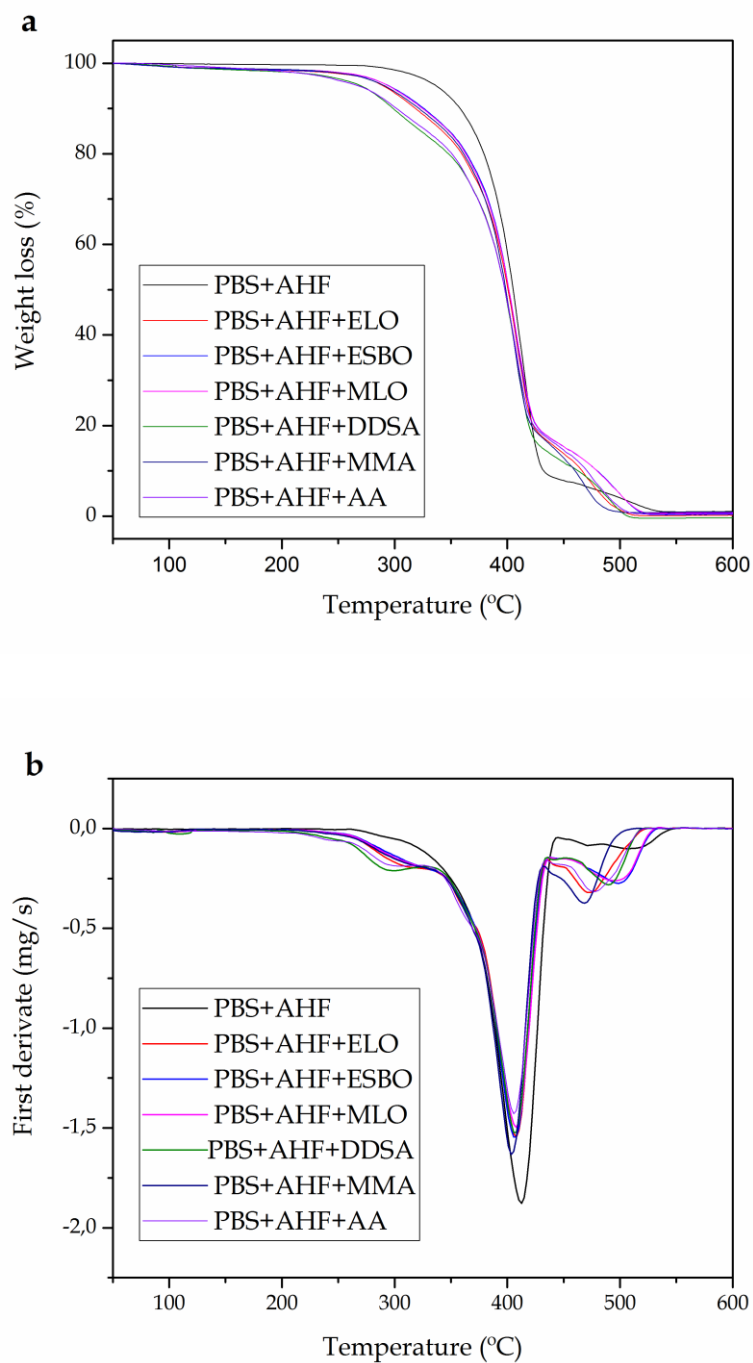 a
100
80
60
40
20
0
Weight loss (%)
PBS+AHF
PBS+AHF+ELO
PBS+AHF+ESBO
PBS+AHF+MLO
PBS+AHF+DDSA
PBS+AHF+MMA
PBS+AHF+AA
100 200 300 400 500 600
Temperature (ºC)
b
0,0
-0,5
-1,0
-1,5
-2,0
First derivate (mg/s)
PBS+AHF
PBS+AHF+ELO
PBS+AHF+ESBO
PBS+AHF+MLO
PBS+AHF+DDSA
PBS+AHF+MMA
PBS+AHF+AA
100 200 300 400 500 600
Temperature (ºC)